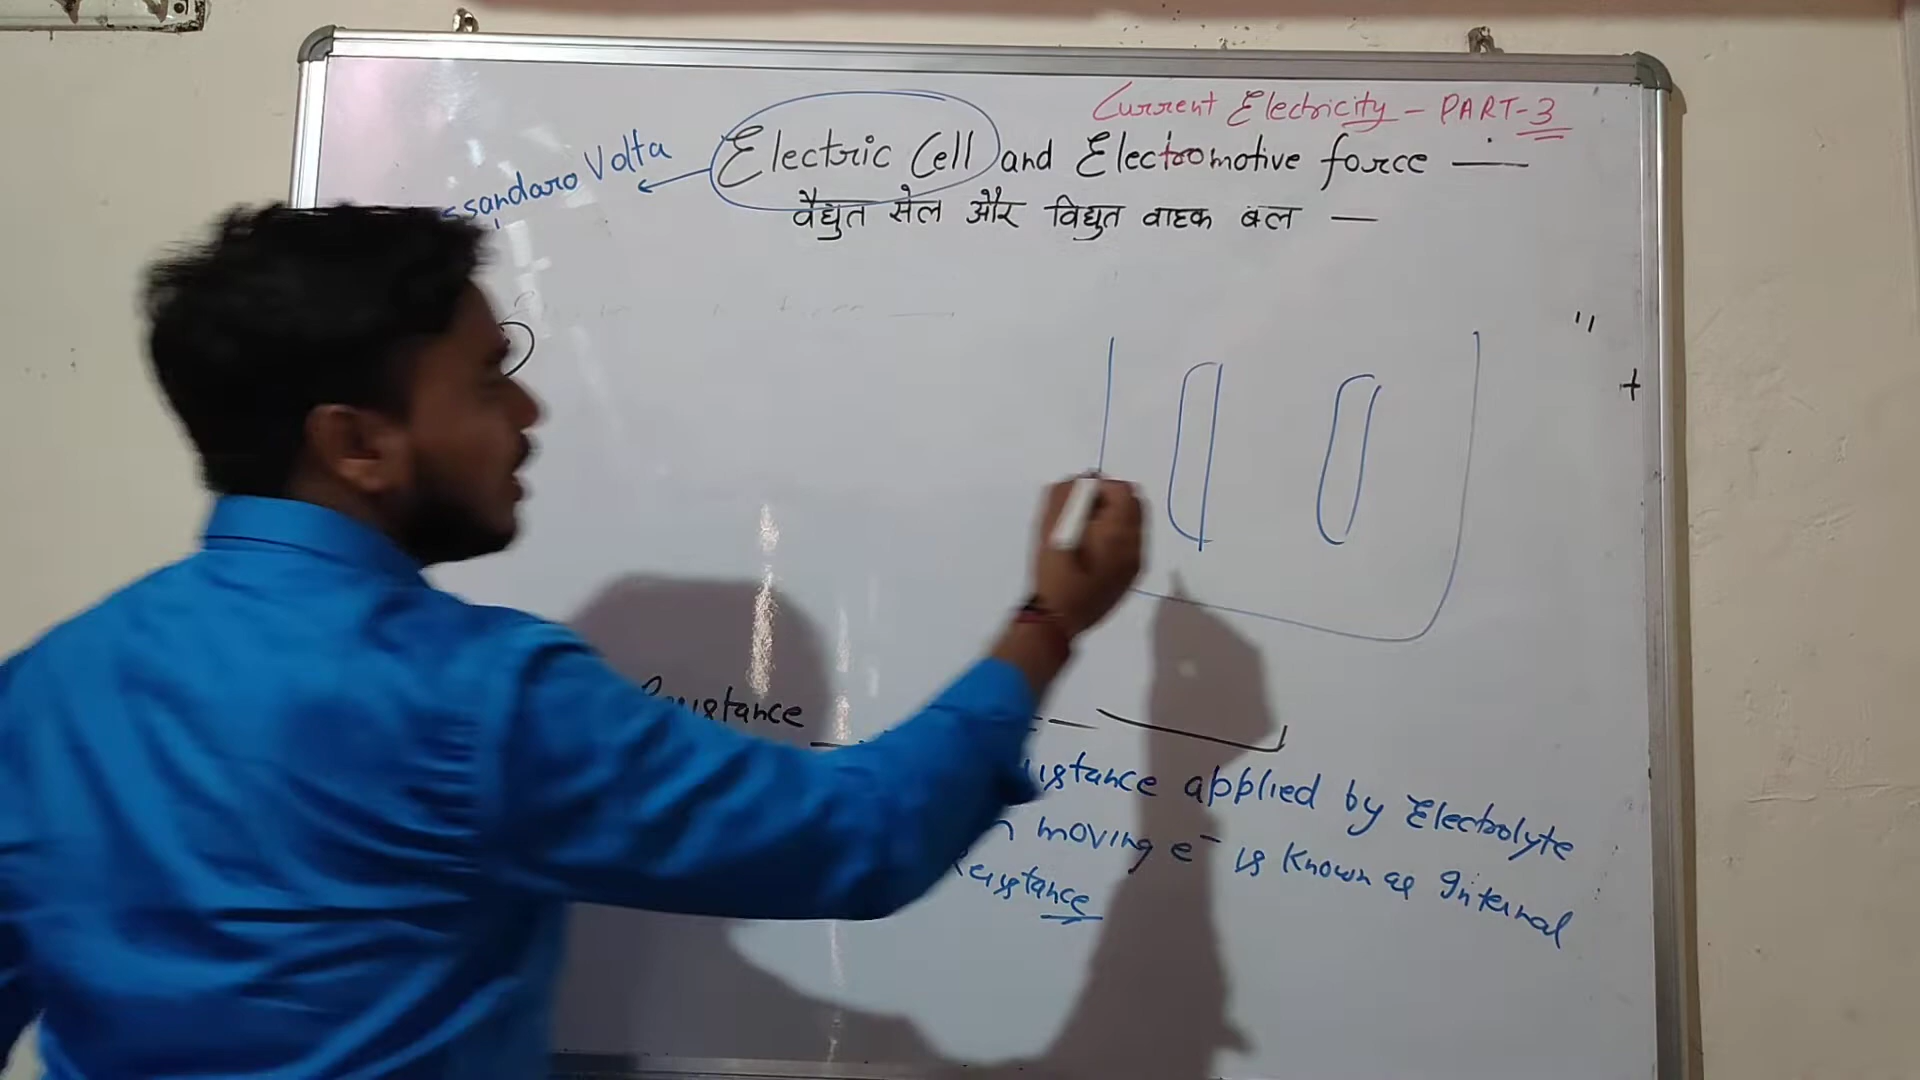 Current Electricity - PART-3
Electric Cell and Electromotive force —
ssandaro Volta
वैद्युत सेल और विद्युत वाहक बल —
"
+
istance applied by Electrolyte
moving e⁻ is Known as Internal
Resistance